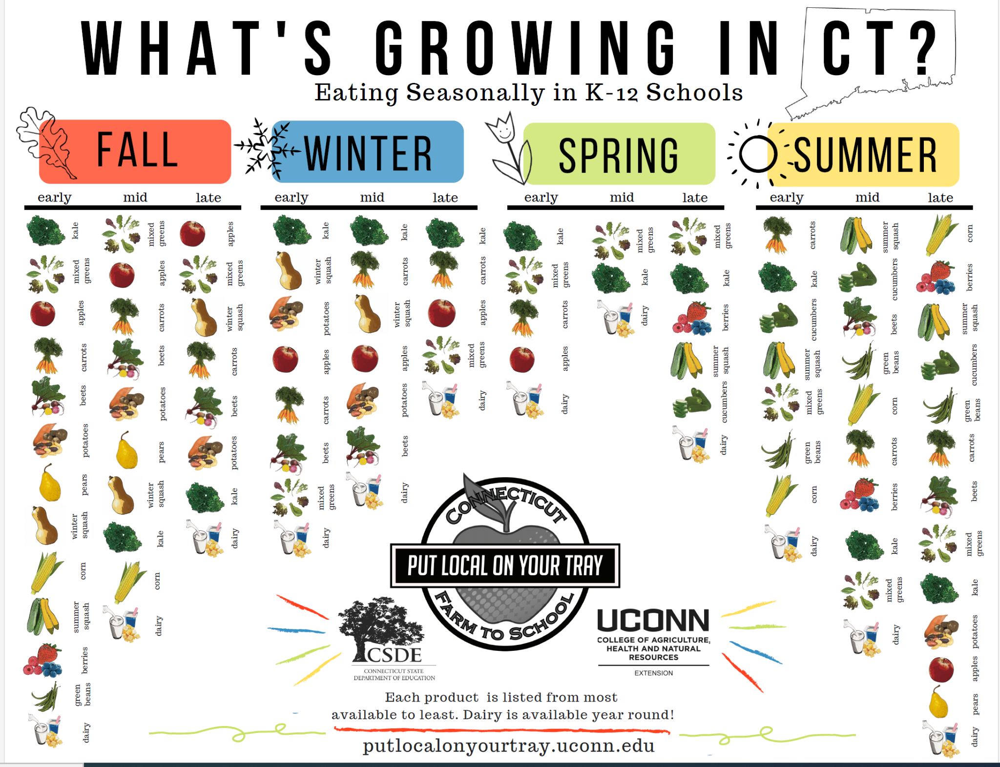 WHAT'S GROWING IN CT?
Eating Seasonally in K-12 Schools
FALL
early
mid
late
kale
mixed
greens
apples
carrots
beets
potatoes
pears
winter
squash
corn
summer
squash
berries
green
beans
dairy
mixed
greens
apples
carrots
beets
potatoes
pears
winter
squash
kale
corn
dairy
apples
mixed
greens
winter
squash
carrots
beets
potatoes
kale
dairy
WINTER
early
mid
late
kale
winter
squash
potatoes
apples
carrots
beets
mixed
greens
dairy
kale
carrots
winter
squash
apples
potatoes
beets
dairy
kale
carrots
apples
mixed
greens
dairy
SPRING
early
mid
late
kale
mixed
greens
carrots
apples
dairy
mixed
greens
kale
dairy
mixed
greens
kale
berries
summer
squash
cucumbers
dairy
SUMMER
early
mid
late
carrots
kale
cucumbers
summer
squash
mixed
greens
green
beans
corn
dairy
summer
squash
cucumbers
beets
green
beans
corn
carrots
berries
kale
mixed
greens
dairy
corn
berries
summer
squash
cucumbers
green
beans
carrots
beets
mixed
greens
kale
potatoes
apples
pears
dairy
CONNECTICUT
PUT LOCAL ON YOUR TRAY
FARM TO SCHOOL
CSDE
CONNECTICUT STATE
DEPARTMENT OF EDUCATION
UCONN
COLLEGE OF AGRICULTURE,
HEALTH AND NATURAL
RESOURCES
EXTENSION
Each product is listed from most
available to least. Dairy is available year round!
putlocalonyourtray.uconn.edu